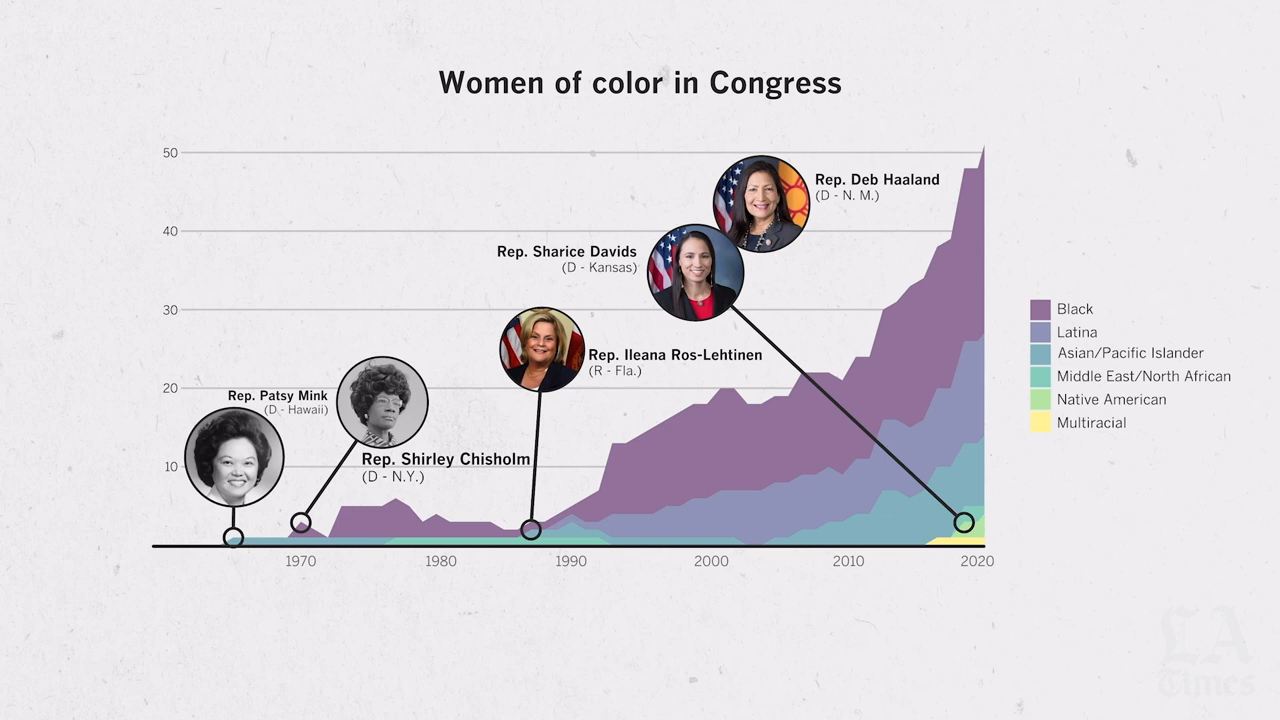 Women of color in Congress
50
40
30
20
10
Rep. Deb Haaland
(D - N. M.)
Rep. Sharice Davids
(D - Kansas)
Rep. Ileana Ros-Lehtinen
(R - Fla.)
Rep. Patsy Mink
(D - Hawaii)
Rep. Shirley Chisholm
(D - N.Y.)
1970
1980
1990
2000
2010
2020
Black
Latina
Asian/Pacific Islander
Middle East/North African
Native American
Multiracial
LA
Times